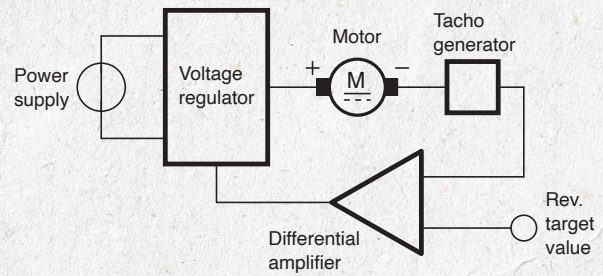 Power
supply
Voltage
regulator
Motor
+
M
−
Tacho
generator
Differential
amplifier
Rev.
target
value